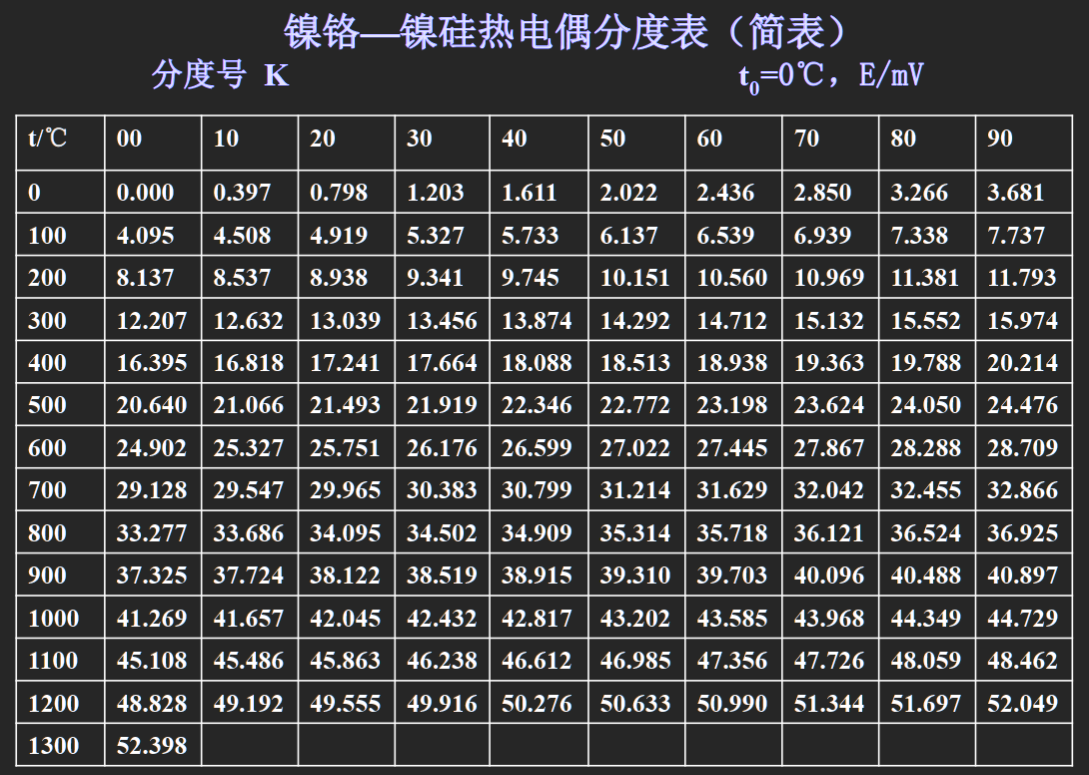 镍铬—镍硅热电偶分度表（简表）
分度号 K t₀=0℃，E/mV
t/℃ 00 10 20 30 40 50 60 70 80 90
0 0.000 0.397 0.798 1.203 1.611 2.022 2.436 2.850 3.266 3.681
100 4.095 4.508 4.919 5.327 5.733 6.137 6.539 6.939 7.338 7.737
200 8.137 8.537 8.938 9.341 9.745 10.151 10.560 10.969 11.381 11.793
300 12.207 12.632 13.039 13.456 13.874 14.292 14.712 15.132 15.552 15.974
400 16.395 16.818 17.241 17.664 18.088 18.513 18.938 19.363 19.788 20.214
500 20.640 21.066 21.493 21.919 22.346 22.772 23.198 23.624 24.050 24.476
600 24.902 25.327 25.751 26.176 26.599 27.022 27.445 27.867 28.288 28.709
700 29.128 29.547 29.965 30.383 30.799 31.214 31.629 32.042 32.455 32.866
800 33.277 33.686 34.095 34.502 34.909 35.314 35.718 36.121 36.524 36.925
900 37.325 37.724 38.122 38.519 38.915 39.310 39.703 40.096 40.488 40.897
1000 41.269 41.657 42.045 42.432 42.817 43.202 43.585 43.968 44.349 44.729
1100 45.108 45.486 45.863 46.238 46.612 46.985 47.356 47.726 48.059 48.462
1200 48.828 49.192 49.555 49.916 50.276 50.633 50.990 51.344 51.697 52.049
1300 52.398